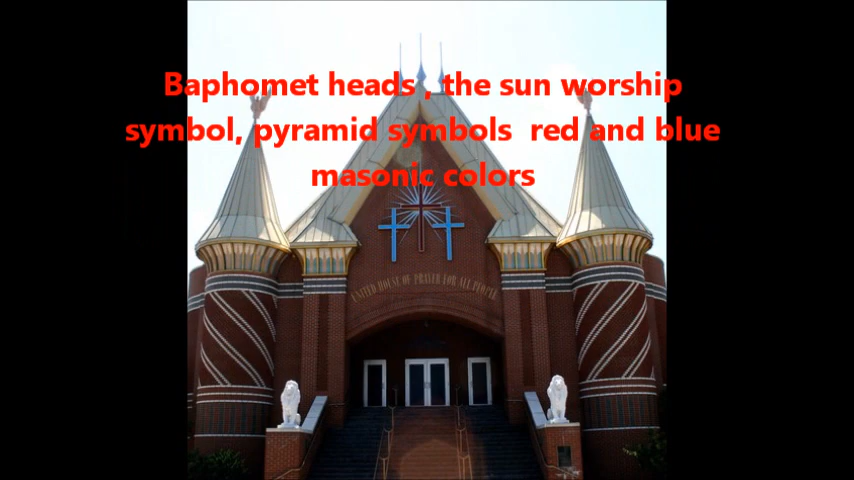 Baphomet heads , the sun worship
symbol, pyramid symbols  red and blue
masonic colors
UNITED HOUSE OF PRAYER FOR ALL PEOPLE